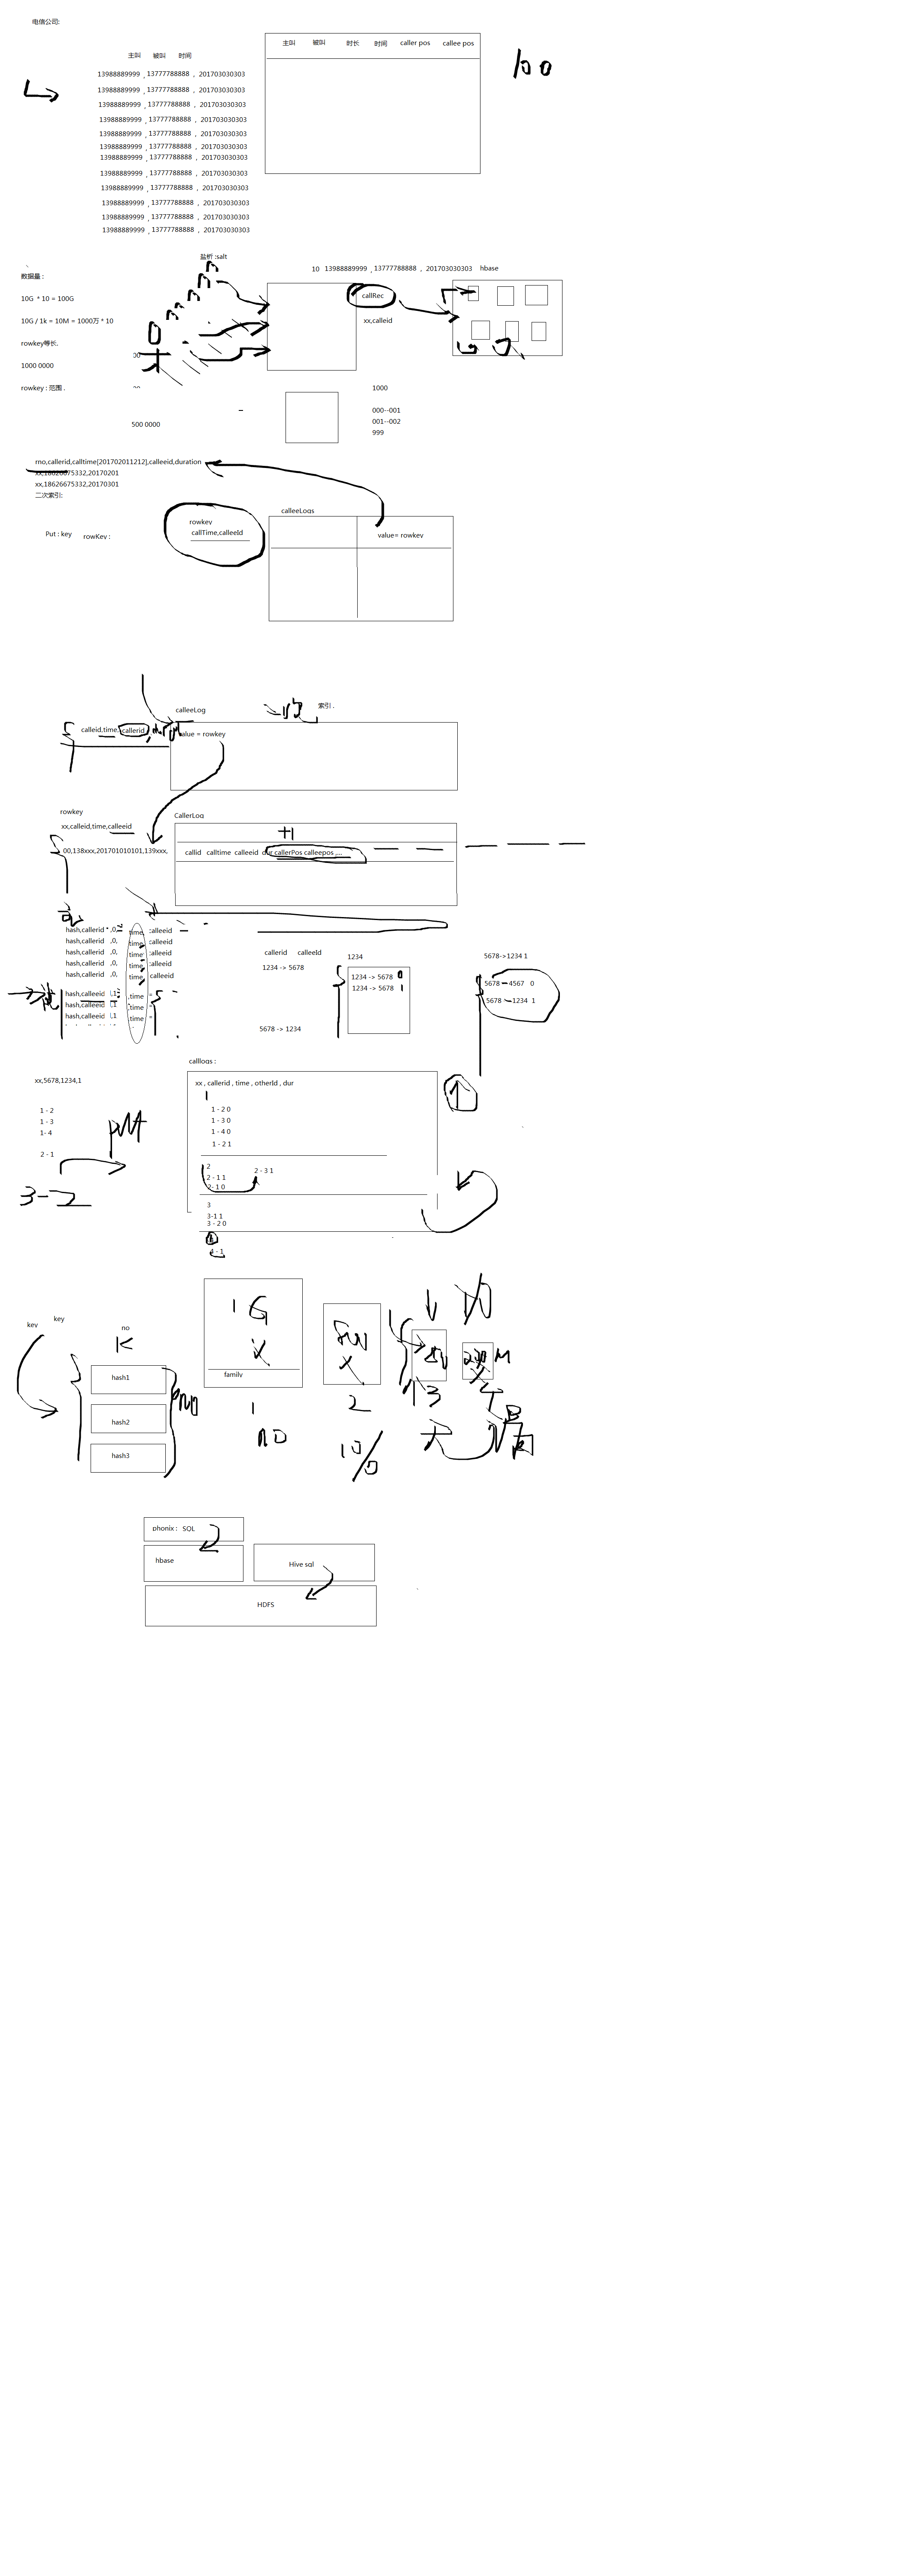 电信公司:
主叫 被叫 时长 时间 caller pos callee pos
主叫 被叫 时间
100
13988889999 , 13777788888 , 201703030303
13988889999 , 13777788888 , 201703030303
13988889999 , 13777788888 , 201703030303
13988889999 , 13777788888 , 201703030303
13988889999 , 13777788888 , 201703030303
13988889999 , 13777788888 , 201703030303
13988889999 , 13777788888 , 201703030303
13988889999 , 13777788888 , 201703030303
13988889999 , 13777788888 , 201703030303
13988889999 , 13777788888 , 201703030303
13988889999 , 13777788888 , 201703030303
13988889999 , 13777788888 , 201703030303
盐析 :salt
10 13988889999 , 13777788888 , 201703030303 hbase
数据量 :
10G * 10 = 100G
callRec
10G / 1k = 10M = 1000万 * 10
xx,calleid
rowkey等长.
00
1000 0000
rowkey : 范围 .
1000
000--001
500 0000
001--002
999
rno,callerid,calltime[201702011212],calleeid,duration
xx,18626675332,20170201
xx,18626675332,20170301
二次索引:
calleeLogs
rowkey
callTime,calleeId
Put : key rowKey :
value= rowkey
calleeLog
索引 .
calleid,time, callerid
value = rowkey
rowkey
CallerLog
xx,calleid,time,calleeid
+1
00,138xxx,201701010101,139xxx,
callid calltime calleeid dur callerPos calleepos ,...
hash,callerid ,0, time, calleeid
hash,callerid ,0, time, calleeid
hash,callerid ,0, time, calleeid
hash,callerid ,0, time, calleeid
hash,callerid ,0, time, calleeid
callerid calleeId
1234
5678->1234 1
1234 -> 5678
1234 -> 5678 0
1234 -> 5678 1
5678 - 4567 0
5678 - 1234 1
hash,calleeid ,1 ,time
hash,calleeid ,1 ,time
hash,calleeid ,1 ,time
5678 -> 1234
calllogs :
xx,5678,1234,1
xx , callerid , time , otherId , dur
1
1 - 2
1 - 3
1- 4
2 - 1
3-2
1 - 2 0
1 - 3 0
1 - 4 0
1 - 2 1
2
2 - 3 1
2 - 1 1
2- 1 0
3
3-1 1
3 - 2 0
4 - 1
key key
no
1G
hash1
hash2
hash3
family
1
2
10
phonix : SQL
hbase
Hive sql
HDFS